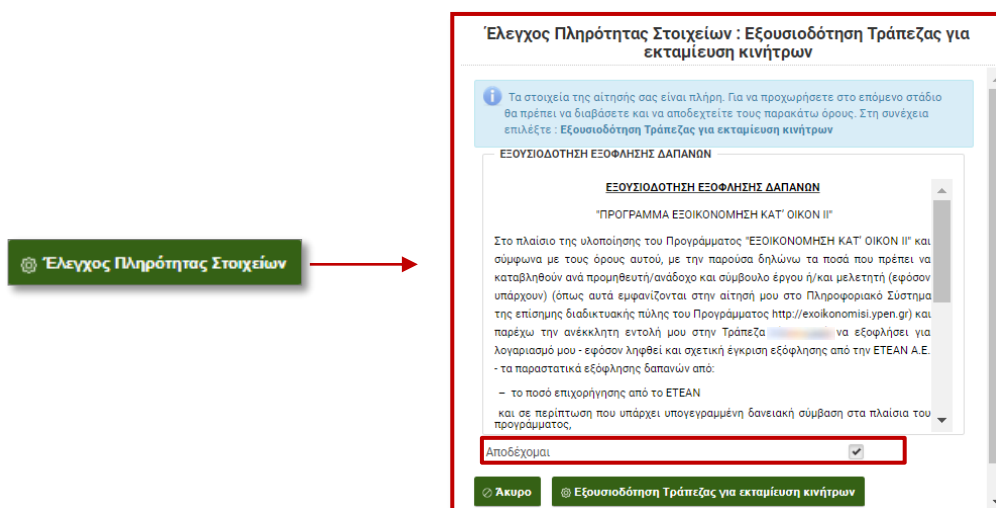 Έλεγχος Πληρότητας Στοιχείων
Έλεγχος Πληρότητας Στοιχείων : Εξουσιοδότηση Τράπεζας για
εκταμίευση κινήτρων
Τα στοιχεία της αίτησής σας είναι πλήρη. Για να προχωρήσετε στο επόμενο στάδιο
θα πρέπει να διαβάσετε και να αποδεχτείτε τους παρακάτω όρους. Στη συνέχεια
επιλέξτε : Εξουσιοδότηση Τράπεζας για εκταμίευση κινήτρων
ΕΞΟΥΣΙΟΔΟΤΗΣΗ ΕΞΟΦΛΗΣΗΣ ΔΑΠΑΝΩΝ
ΕΞΟΥΣΙΟΔΟΤΗΣΗ ΕΞΟΦΛΗΣΗΣ ΔΑΠΑΝΩΝ
"ΠΡΟΓΡΑΜΜΑ ΕΞΟΙΚΟΝΟΜΗΣΗ ΚΑΤ' ΟΙΚΟΝ ΙΙ"
Στο πλαίσιο της υλοποίησης του Προγράμματος "ΕΞΟΙΚΟΝΟΜΗΣΗ ΚΑΤ' ΟΙΚΟΝ ΙΙ" και
σύμφωνα με τους όρους αυτού, με την παρούσα δηλώνω τα ποσά που πρέπει να
καταβληθούν ανά προμηθευτή/ανάδοχο και σύμβουλο έργου ή/και μελετητή (εφόσον
υπάρχουν) (όπως αυτά εμφανίζονται στην αίτησή μου στο Πληροφοριακό Σύστημα
της επίσημης διαδικτυακής πύλης του Προγράμματος http://exoikonomisi.ypen.gr) και
παρέχω την ανέκκλητη εντολή μου στην Τράπεζα να εξοφλήσει για
λογαριασμό μου - εφόσον ληφθεί και σχετική έγκριση εξόφλησης από την ΕΤΕΑΝ Α.Ε.
- τα παραστατικά εξόφλησης δαπανών από:
– το ποσό επιχορήγησης από το ΕΤΕΑΝ
και σε περίπτωση που υπάρχει υπογεγραμμένη δανειακή σύμβαση στα πλαίσια του
προγράμματος,
Αποδέχομαι
Άκυρο
Εξουσιοδότηση Τράπεζας για εκταμίευση κινήτρων